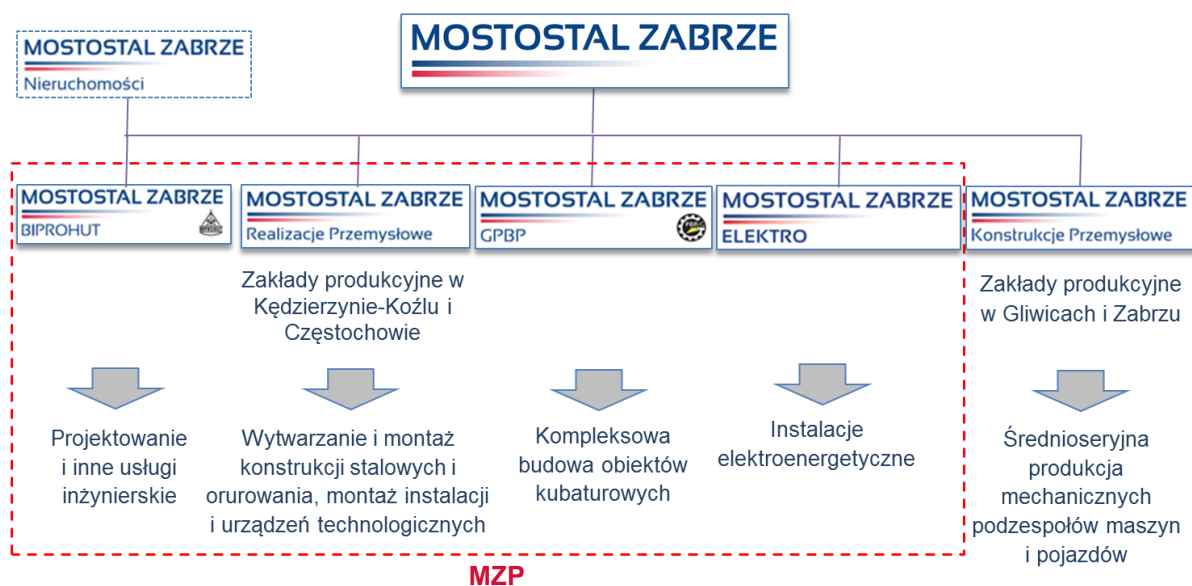 MOSTOSTAL ZABRZE
Nieruchomości
MOSTOSTAL ZABRZE
MOSTOSTAL ZABRZE
BIPROHUT
MOSTOSTAL ZABRZE
Realizacje Przemysłowe
MOSTOSTAL ZABRZE
GPBP
MOSTOSTAL ZABRZE
ELEKTRO
MOSTOSTAL ZABRZE
Konstrukcje Przemysłowe
Zakłady produkcyjne w
Kędzierzynie-Koźlu i
Częstochowie
Zakłady produkcyjne
w Gliwicach i Zabrzu
Projektowanie
i inne usługi
inżynierskie
Wytwarzanie i montaż
konstrukcji stalowych i
orurowania, montaż instalacji
i urządzeń technologicznych
Kompleksowa
budowa obiektów
kubaturowych
Instalacje
elektroenergetyczne
Średnioseryjna
produkcja
mechanicznych
podzespołów maszyn
i pojazdów
MZP